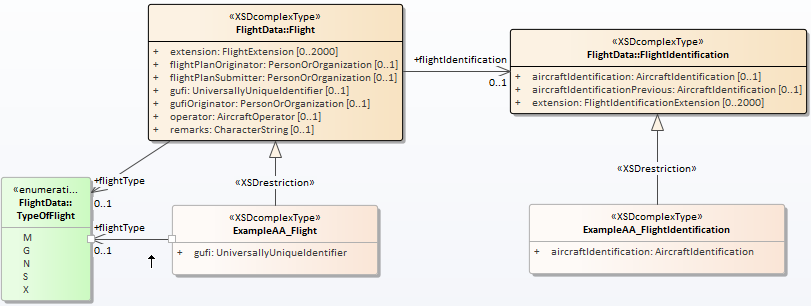 «XSDcomplexType»
FlightData::Flight
+ extension: FlightExtension [0..2000]
+ flightPlanOriginator: PersonOrOrganization [0..1]
+ flightPlanSubmitter: PersonOrOrganization [0..1]
+ gufi: UniversallyUniqueIdentifier [0..1]
+ gufiOriginator: PersonOrOrganization [0..1]
+ operator: AircraftOperator [0..1]
+ remarks: CharacterString [0..1]
+flightIdentification
0..1
«XSDcomplexType»
FlightData::FlightIdentification
+ aircraftIdentification: AircraftIdentification [0..1]
+ aircraftIdentificationPrevious: AircraftIdentification [0..1]
+ extension: FlightIdentificationExtension [0..2000]
«XSDrestriction»
«XSDrestriction»
+flightType
0..1
«enumerati...
FlightData::
TypeOfFlight
M
G
N
S
X
+flightType
0..1
«XSDcomplexType»
ExampleAA_Flight
+ gufi: UniversallyUniqueIdentifier
«XSDcomplexType»
ExampleAA_FlightIdentification
+ aircraftIdentification: AircraftIdentification